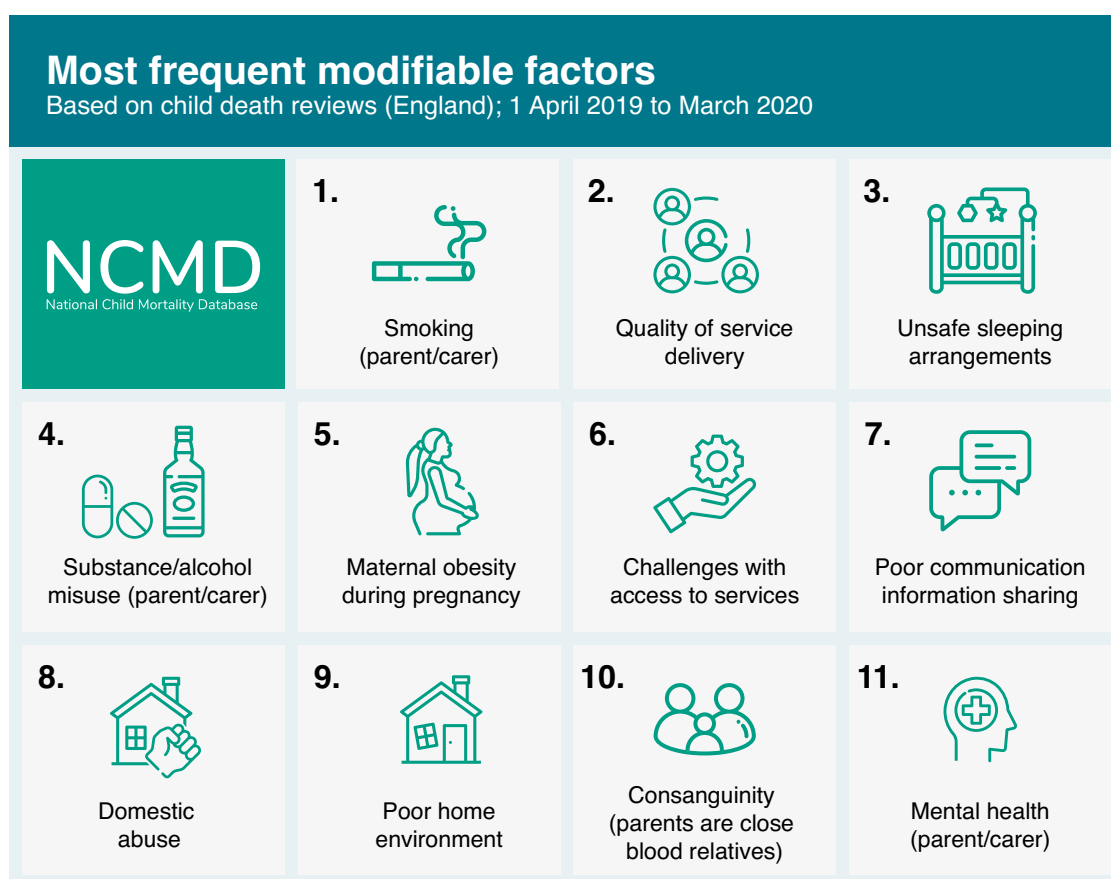 Most frequent modifiable factors
Based on child death reviews (England); 1 April 2019 to March 2020
NCMD
National Child Mortality Database
1.
Smoking
(parent/carer)
2.
Quality of service
delivery
3.
Unsafe sleeping
arrangements
4.
Substance/alcohol
misuse (parent/carer)
5.
Maternal obesity
during pregnancy
6.
Challenges with
access to services
7.
Poor communication
information sharing
8.
Domestic
abuse
9.
Poor home
environment
10.
Consanguinity
(parents are close
blood relatives)
11.
Mental health
(parent/carer)